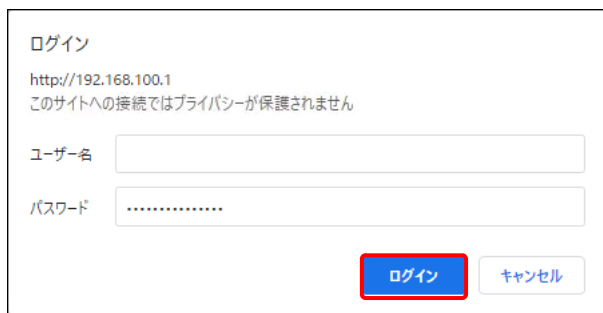 ログイン
http://192.168.100.1
このサイトへの接続ではプライバシーが保護されません
ユーザー名
パスワード ···············
ログイン キャンセル